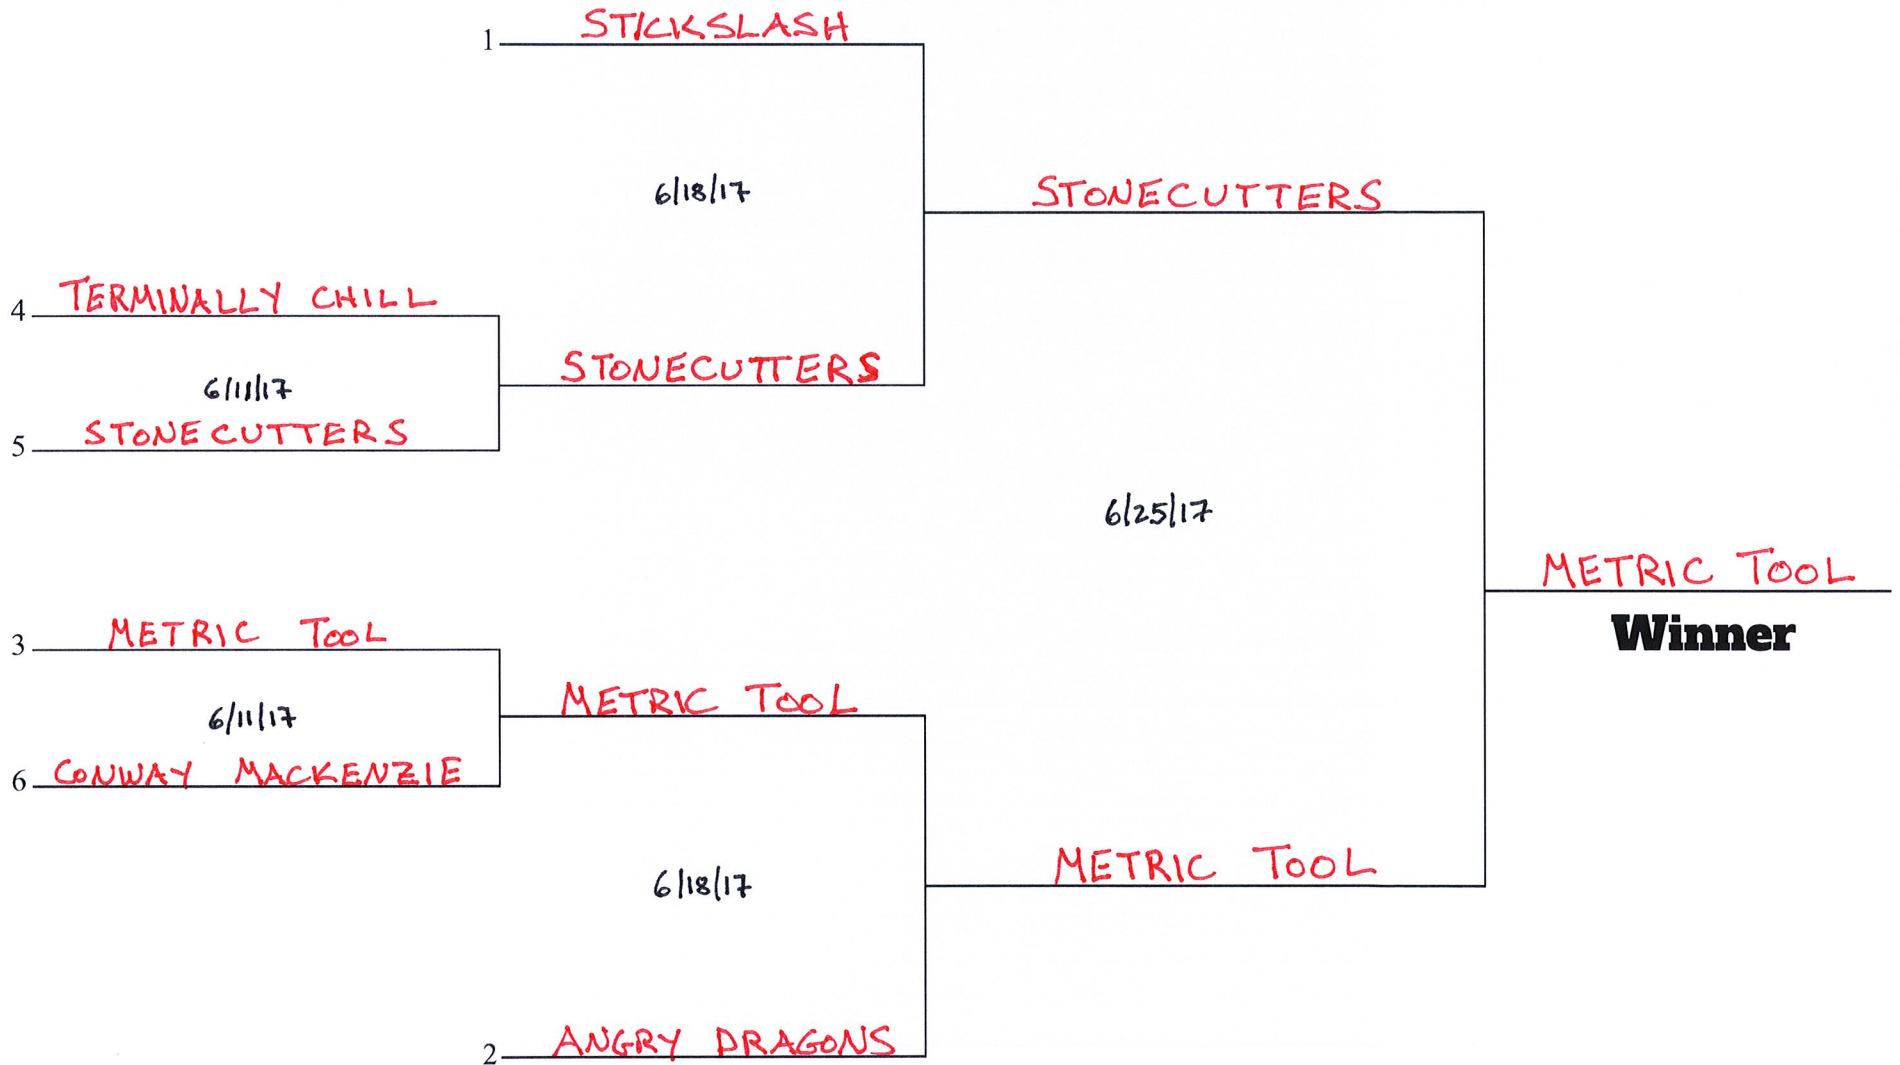 1 STICKSLASH
6/18/17
STONECUTTERS
4 TERMINALLY CHILL
STONECUTTERS
6/11/17
5 STONECUTTERS
6/25/17
METRIC TOOL
Winner
3 METRIC TOOL
METRIC TOOL
6/11/17
6 CONWAY MACKENZIE
METRIC TOOL
6/18/17
2 ANGRY DRAGONS